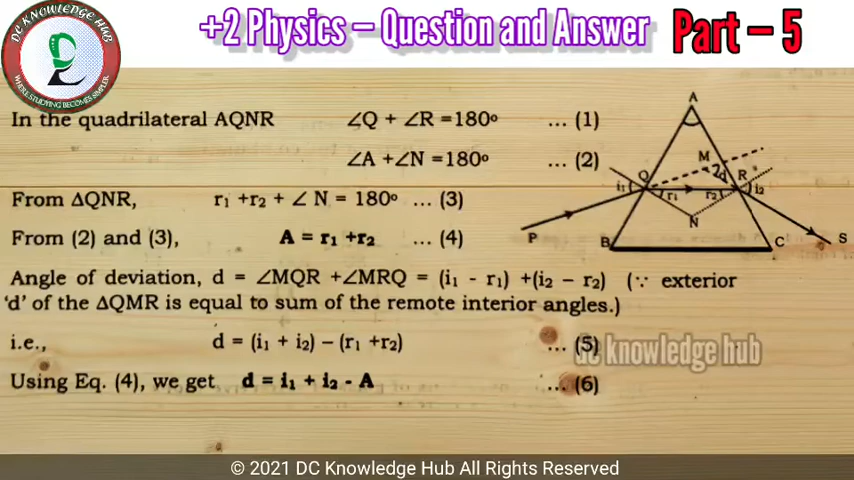 DC KNOWLEDGE HUB
WHERE STUDYING BECOMES SIMPLER
+2 Physics – Question and Answer Part – 5
In the quadrilateral AQNR ∠Q + ∠R =180° ... (1)
∠A +∠N =180° ... (2)
From ΔQNR, r₁ +r₂ + ∠ N = 180° ... (3)
From (2) and (3), A = r₁ +r₂ ... (4)
Angle of deviation, d = ∠MQR +∠MRQ = (i₁ - r₁) +(i₂ – r₂) (∵ exterior
'd' of the ΔQMR is equal to sum of the remote interior angles.)
i.e., d = (i₁ + i₂) – (r₁ +r₂) ... (5)
Using Eq. (4), we get d = i₁ + i₂ - A ... (6)
A
M
Q d R
i₁ r₁ r₂ i₂
N
P B C S
dc knowledge hub
© 2021 DC Knowledge Hub All Rights Reserved